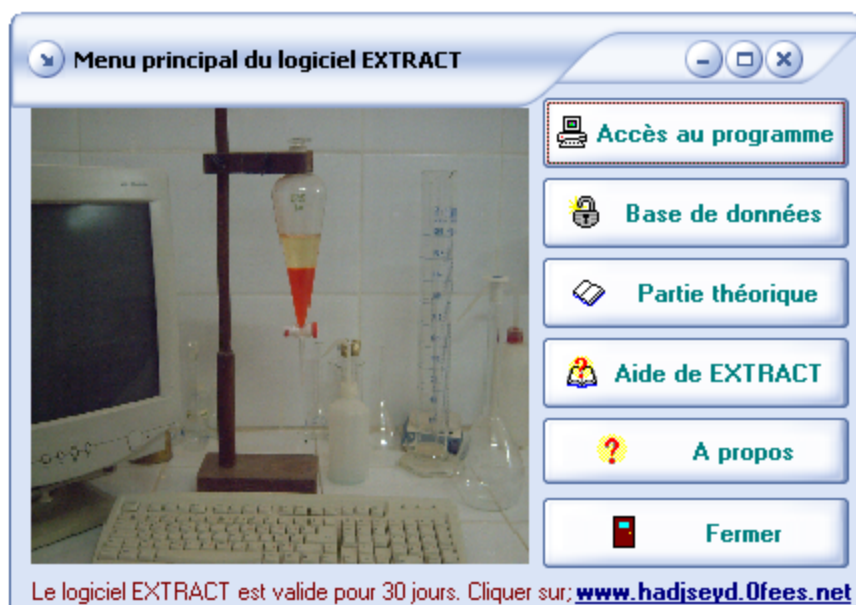 Menu principal du logiciel EXTRACT
Accès au programme
Base de données
Partie théorique
Aide de EXTRACT
A propos
Fermer
Le logiciel EXTRACT est valide pour 30 jours. Cliquer sur; www.hadjseyd.0fees.net